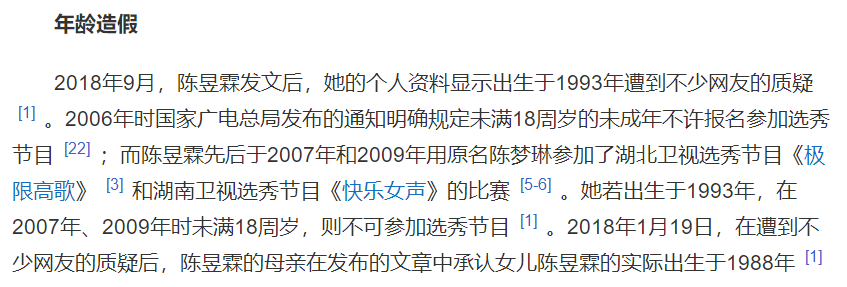 年龄造假
2018年9月，陈昱霖发文后，她的个人资料显示出生于1993年遭到不少网友的质疑
[1] 。2006年时国家广电总局发布的通知明确规定未满18周岁的未成年不许报名参加选秀
节目 [22] ；而陈昱霖先后于2007年和2009年用原名陈梦琳参加了湖北卫视选秀节目《极
限高歌》 [3] 和湖南卫视选秀节目《快乐女声》的比赛 [5-6] 。她若出生于1993年，在
2007年、2009年时未满18周岁，则不可参加选秀节目 [1] 。2018年1月19日，在遭到不
少网友的质疑后，陈昱霖的母亲在发布的文章中承认女儿陈昱霖的实际出生于1988年 [1]